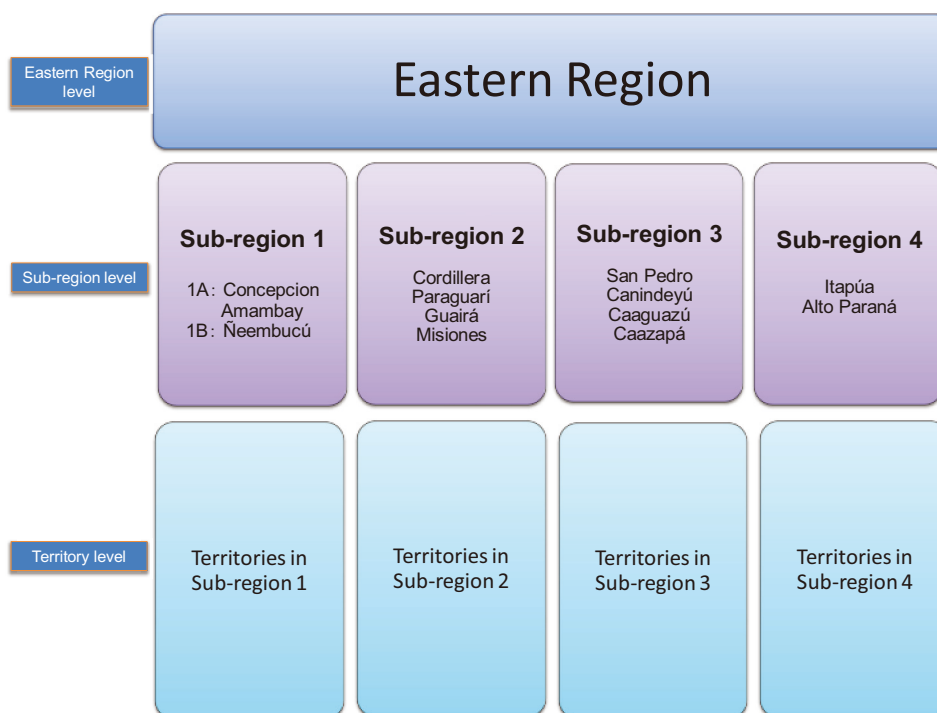 Eastern Region
level
Eastern Region
Sub-region level
Sub-region 1
1A: Concepcion
Amambay
1B: Ñeembucú
Sub-region 2
Cordillera
Paraguarí
Guairá
Misiones
Sub-region 3
San Pedro
Canindeyú
Caaguazú
Caazapá
Sub-region 4
Itapúa
Alto Paraná
Territory level
Territories in
Sub-region 1
Territories in
Sub-region 2
Territories in
Sub-region 3
Territories in
Sub-region 4